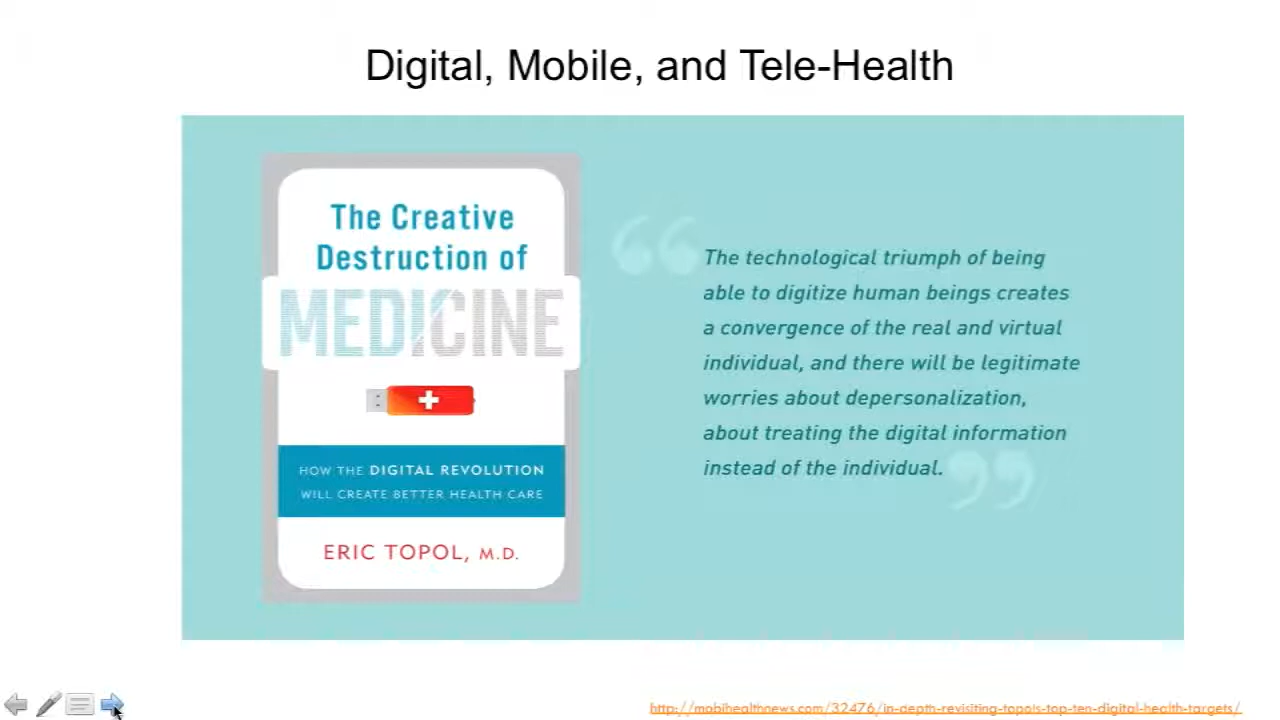 Digital, Mobile, and Tele-Health
The Creative
Destruction of
MEDICINE
HOW THE DIGITAL REVOLUTION
WILL CREATE BETTER HEALTH CARE
ERIC TOPOL, M.D.
“The technological triumph of being
able to digitize human beings creates
a convergence of the real and virtual
individual, and there will be legitimate
worries about depersonalization,
about treating the digital information
instead of the individual.”
http://mobihealthnews.com/32476/in-depth-revisiting-topols-top-ten-digital-health-targets/